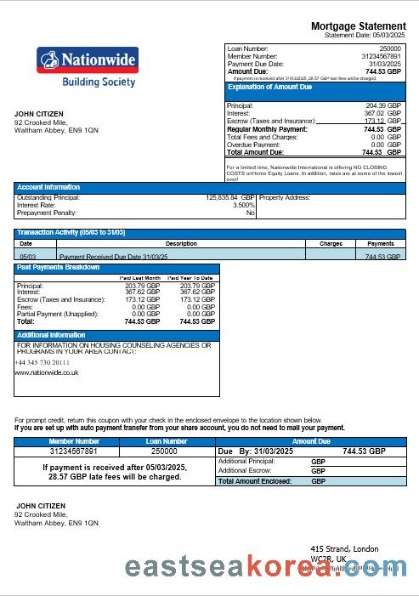 Mortgage Statement
Statement Date: 05/03/2025
Nationwide
Building Society
Loan Number: 250000
Member Number: 31234567891
Payment Due Date: 31/03/2025
Amount Due: 744.53 GBP
If payment is received after 31/03/2025, 28.57 GBP late fees will be charged.
Explanation of Amount Due
Principal: 204.39 GBP
Interest: 367.02 GBP
Escrow (Taxes and Insurance): 173.12 GBP
Regular Monthly Payment: 744.53 GBP
Total Fees and Charges: 0.00 GBP
Overdue Payment: 0.00 GBP
Total Amount Due: 744.53 GBP
JOHN CITIZEN
92 Crooked Mile,
Waltham Abbey, EN9 1QN
For a limited time, Nationwide International is offering NO CLOSING
COSTS on Home Equity Loans. In addition, rates are at some of the lowest
ever!
Account Information
Outstanding Principal: 125,835.84 GBP Property Address:
Interest Rate: 3.500%
Prepayment Penalty: No
Transaction Activity (05/03 to 31/03)
Date Description Charges Payments
05/03 Payment Received Due Date 31/03/25 744.53 GBP
Past Payments Breakdown
Paid Last Month Paid Year To Date
Principal: 203.79 GBP 203.79 GBP
Interest: 367.62 GBP 367.62 GBP
Escrow (Taxes and Insurance): 173.12 GBP 173.12 GBP
Fees: 0.00 GBP 0.00 GBP
Partial Payment (Unapplied): 0.00 GBP 0.00 GBP
Total: 744.53 GBP 744.53 GBP
Additional Information
FOR INFORMATION ON HOUSING COUNSELING AGENCIES OR
PROGRAMS IN YOUR AREA CONTACT:
+44 345 730 20111
www.nationwide.co.uk
For prompt credit, return this coupon with your check in the enclosed envelope to the location shown below.
If you are set up with auto payment transfer from your share account, you do not need to mail your payment.
Member Number Loan Number Amount Due
31234567891 250000 Due By: 31/03/2025 744.53 GBP
If payment is received after 05/03/2025,
28.57 GBP late fees will be charged.
Additional Principal: GBP
Additional Escrow: GBP
Total Amount Enclosed: GBP
JOHN CITIZEN
92 Crooked Mile,
Waltham Abbey, EN9 1QN
415 Strand, London
WC2R, UK
eastseakorea.com